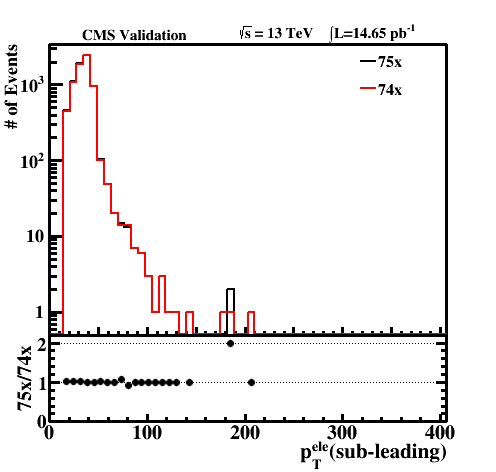 CMS Validation √s = 13 TeV ∫L=14.65 pb⁻¹
75x
74x
# of Events
10³
10²
10
1
75x/74x
2
1
0
0 100 200 300 400
p_T^ele(sub-leading)